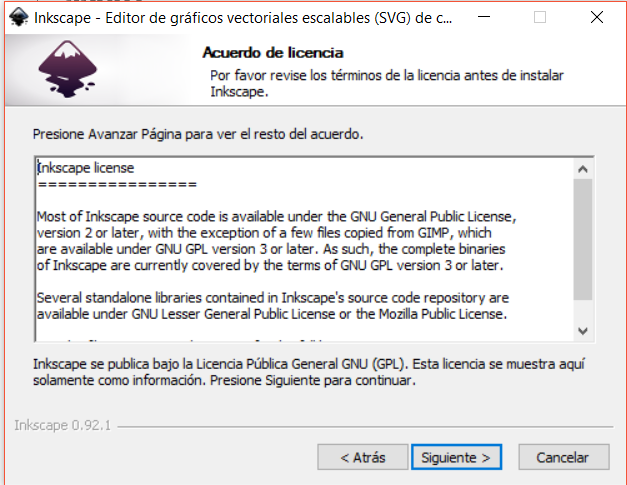 Inkscape - Editor de gráficos vectoriales escalables (SVG) de c...
Acuerdo de licencia
Por favor revise los términos de la licencia antes de instalar
Inkscape.
Presione Avanzar Página para ver el resto del acuerdo.
Inkscape license
================
Most of Inkscape source code is available under the GNU General Public License,
version 2 or later, with the exception of a few files copied from GIMP, which
are available under GNU GPL version 3 or later. As such, the complete binaries
of Inkscape are currently covered by the terms of GNU GPL version 3 or later.
Several standalone libraries contained in Inkscape's source code repository are
available under GNU Lesser General Public License or the Mozilla Public License.
Inkscape se publica bajo la Licencia Pública General GNU (GPL). Esta licencia se muestra aquí
solamente como información. Presione Siguiente para continuar.
Inkscape 0.92.1
< Atrás
Siguiente >
Cancelar